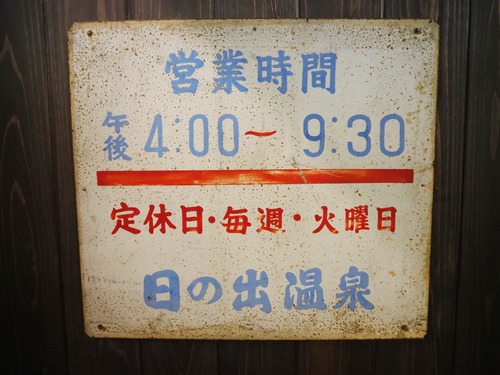 営業時間
午後 4:00～9:30
定休日・毎週・火曜日
日の出温泉